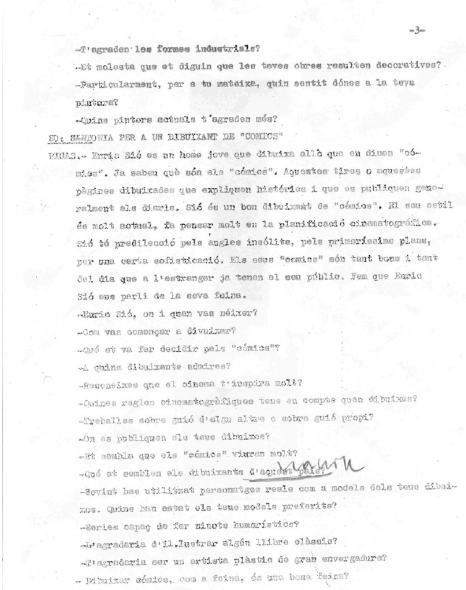 -3-
-T'agraden les formes industrials?
-Et molesta que et diguin que les teves obres resulten decoratives?
-Particularment, per a tu mateixa, quin sentit dónes a la teva
pintura?
-Quins pintors actuals t'agraden més?
SO: SINTONIA PER A UN DIBUIXANT DE "COMICS"
.- Enric Sió es un home jove que dibuixa allò que en dimen "cò-
mics". Ja sabeu què són els "còmics". Aquestes tires o aquestes
pàgines dibuixades que expliquen històries i que es publiquen gene-
ralment als diaris. Sió és un bon dibuixant de "còmics". El seu estil
és molt actual, fa pensar molt en la planificació cinematogràfica.
Sió té predilecció pels angles insòlits, pels primeríssims plans,
per una certa sofisticació. Els seus "comics" són tant bons i tant
del dia que a l'estranger ja tenen el seu públic. Fem que Enric
Sió ens parli de la seva feina.
-Enric Sió, on i quan vas néixer?
-Com vas començar a divuixar?
-Qué et va fer decidir pels "còmics"?
-A quins dibuixants admires?
-Reconeixes que el cinema t'inspira molt?
-Quines regles cinematogràfiques tens en compte quan dibuixes?
-Treballes sobre guió d'algu altre o sobre guió propi?
-On es publiquen els teus dibuixos?
-Et sembla que els "còmics" viuran molt?
-Qué et semblen els dibuixants d'aquest país?
-Sovint has utilitzat personatges reals com a models dels teus dibui-
xos. Quins han estat els teus models preferits?
-Series capaç de fer ninots humorístics?
-L'agradaria d'il.lustrar algún llibre clàssic?
-T'agradaria ser un artista plàstic de gran envergadura?
- Dibuixar còmics, com a feina, és una bona feina?